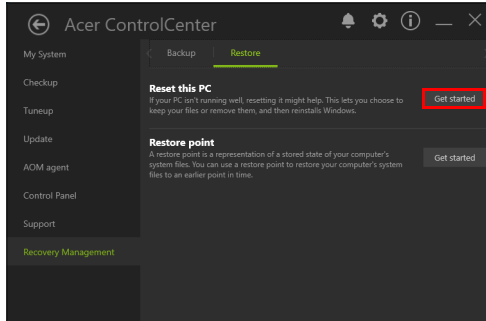 Acer ControlCenter
My System
Checkup
Tuneup
Update
AOM agent
Control Panel
Support
Recovery Management
Backup
Restore
Reset this PC
If your PC isn't running well, resetting it might help. This lets you choose to
keep your files or remove them, and then reinstalls Windows.
Get started
Restore point
A restore point is a representation of a stored state of your computer's
system files. You can use a restore point to restore your computer's system
files to an earlier point in time.
Get started